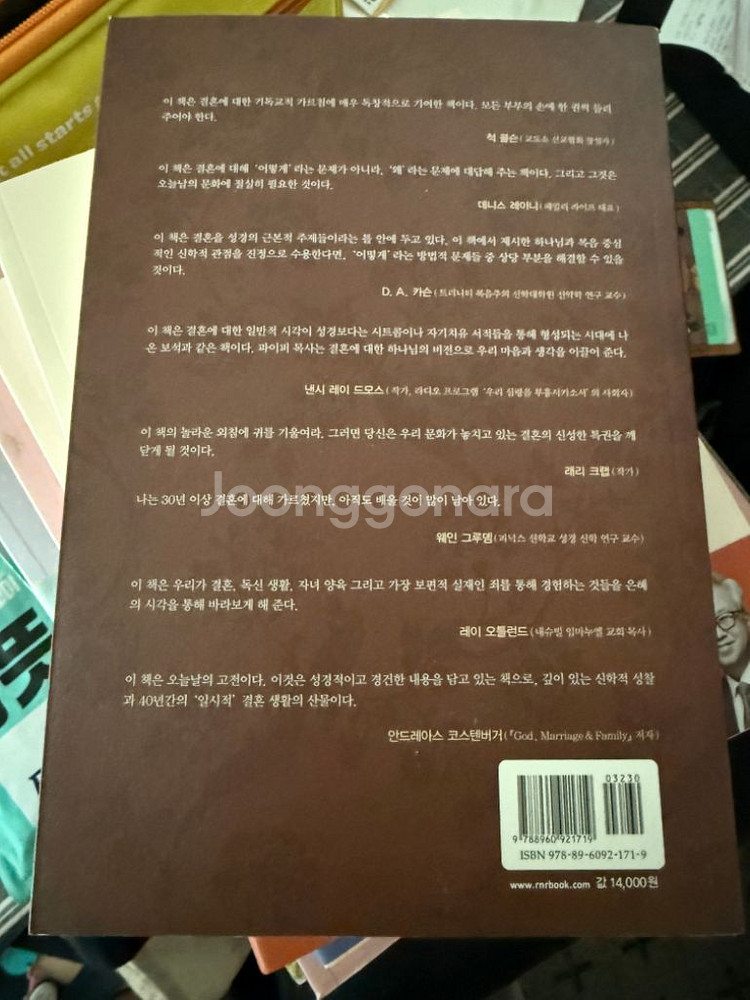 all starts
이 책은 결혼에 대한 기독교적 가르침에 매우 독창적으로 기여한 책이다. 모든 부부의 손에 한 권씩 들려
주어야 한다.
척 콜슨(교도소 선교협회 창설자)
이 책은 결혼에 대해 ‘어떻게’라는 문제가 아니라, ‘왜’라는 문제에 대답해 주는 책이다. 그리고 그것은
오늘날의 문화에 절실히 필요한 것이다.
데니스 레이니(패밀리 라이프 대표)
이 책은 결혼을 성경의 근본적 주제들이라는 틀 안에 두고 있다. 이 책에서 제시한 하나님과 복음 중심
적인 신학적 관점을 진정으로 수용한다면, ‘어떻게’라는 방법적 문제들 중 상당 부분을 해결할 수 있을
것이다.
D. A. 카슨(트리니티 복음주의 신학대학원 신약학 연구 교수)
이 책은 결혼에 대한 일반적 시각이 성경보다는 시트콤이나 자기치유 서적들을 통해 형성되는 시대에 나
온 보석과 같은 책이다. 파이퍼 목사는 결혼에 대한 하나님의 비전으로 우리 마음과 생각을 이끌어 준다.
낸시 레이 드모스(작가, 라디오 프로그램 ‘우리 심령을 부흥시키소서’의 사회자)
이 책의 놀라운 외침에 귀를 기울여라. 그러면 당신은 우리 문화가 놓치고 있는 결혼의 신성한 특권을 깨
닫게 될 것이다.
래리 크랩(작가)
나는 30년 이상 결혼에 대해 가르쳤지만, 아직도 배울 것이 많이 남아 있다.
Joonggonara
웨인 그루뎀(피닉스 신학교 성경 신학 연구 교수)
이 책은 우리가 결혼, 독신 생활, 자녀 양육 그리고 가장 보편적 실재인 죄를 통해 경험하는 것들을 은혜
의 시각을 통해 바라보게 해 준다.
레이 오틀런드(내슈빌 임마누엘 교회 목사)
이 책은 오늘날의 고전이다. 이것은 성경적이고 경건한 내용을 담고 있는 책으로, 깊이 있는 신학적 성찰
과 40년간의 ‘일시적’ 결혼 생활의 산물이다.
안드레아스 코스텐버거(『God, Marriage & Family』 저자)
03230
9 788960 921719
ISBN 978-89-6092-171-9
www.rnrbook.com 값 14,000원